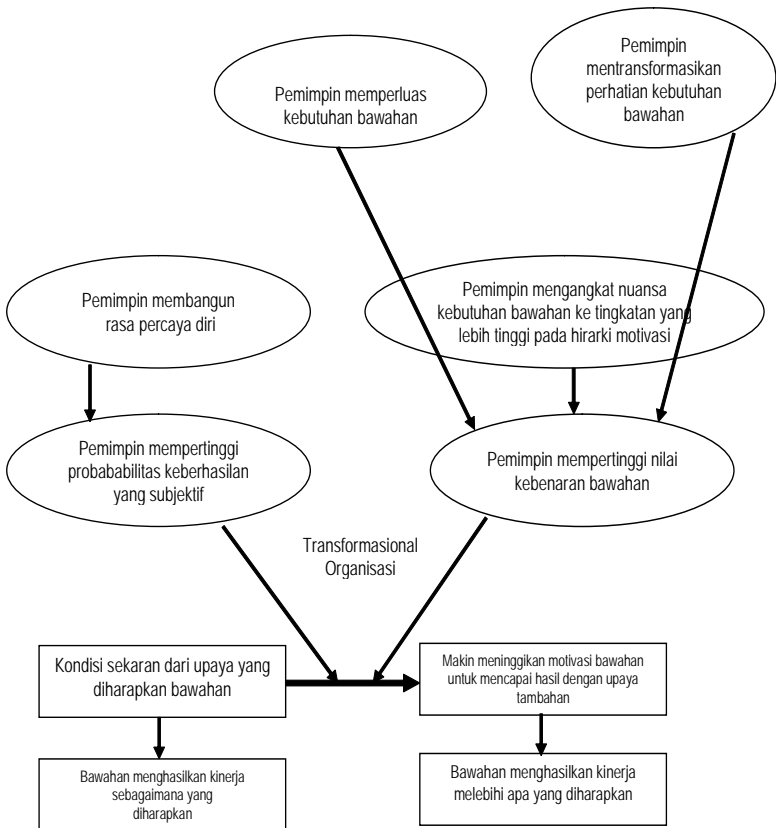 Pemimpin memperluas
kebutuhan bawahan
Pemimpin
mentransformasikan
perhatian kebutuhan
bawahan
Pemimpin membangun
rasa percaya diri
Pemimpin mengangkat nuansa
kebutuhan bawahan ke tingkatan yang
lebih tinggi pada hirarki motivasi
Pemimpin mempertinggi
probababilitas keberhasilan
yang subjektif
Pemimpin mempertinggi nilai
kebenaran bawahan
Transformasional
Organisasi
Kondisi sekaran dari upaya yang
diharapkan bawahan
Makin meninggikan motivasi bawahan
untuk mencapai hasil dengan upaya
tambahan
Bawahan menghasilkan kinerja
sebagaimana yang
diharapkan
Bawahan menghasilkan kinerja
melebihi apa yang diharapkan